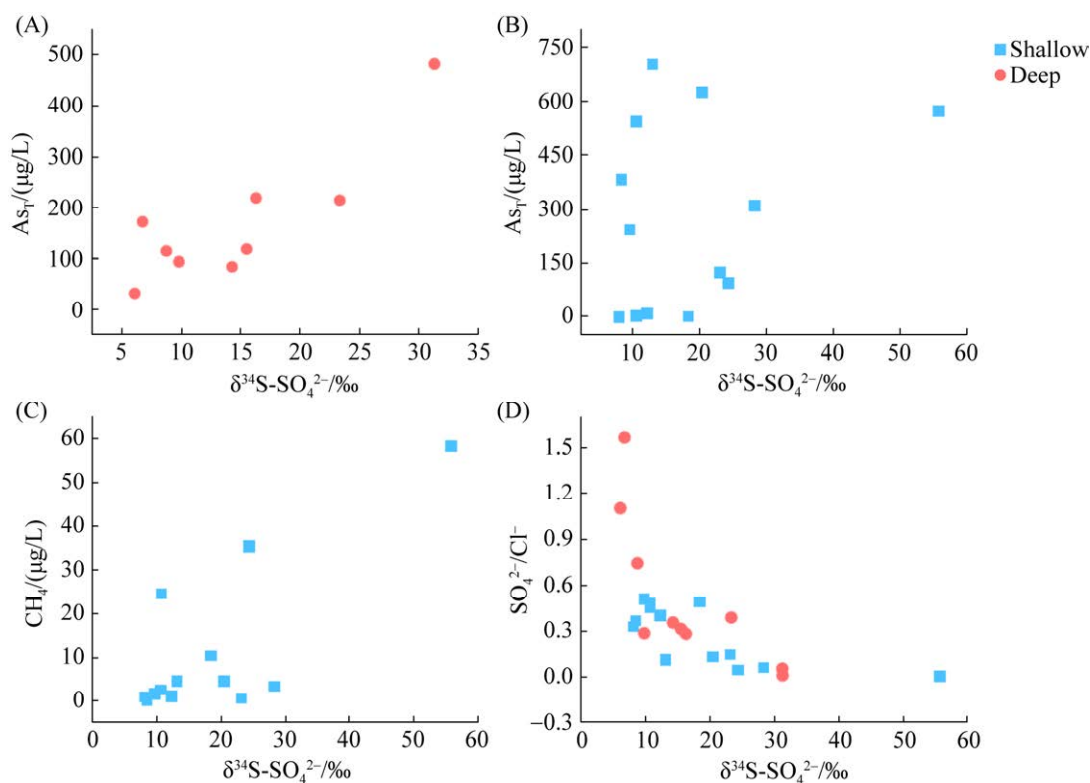 (A)
500
400
300
200
100
0
As_T/(μg/L)
5 10 15 20 25 30 35
δ³⁴S-SO₄²⁻/‰
(B)
750
600
450
300
150
0
As_T/(μg/L)
10 20 30 40 50 60
δ³⁴S-SO₄²⁻/‰
Shallow
Deep
(C)
60
50
40
30
20
10
0
CH₄/(μg/L)
0 10 20 30 40 50 60
δ³⁴S-SO₄²⁻/‰
(D)
1.5
1.2
0.9
0.6
0.3
0.0
−0.3
SO₄²⁻/Cl⁻
0 10 20 30 40 50 60
δ³⁴S-SO₄²⁻/‰